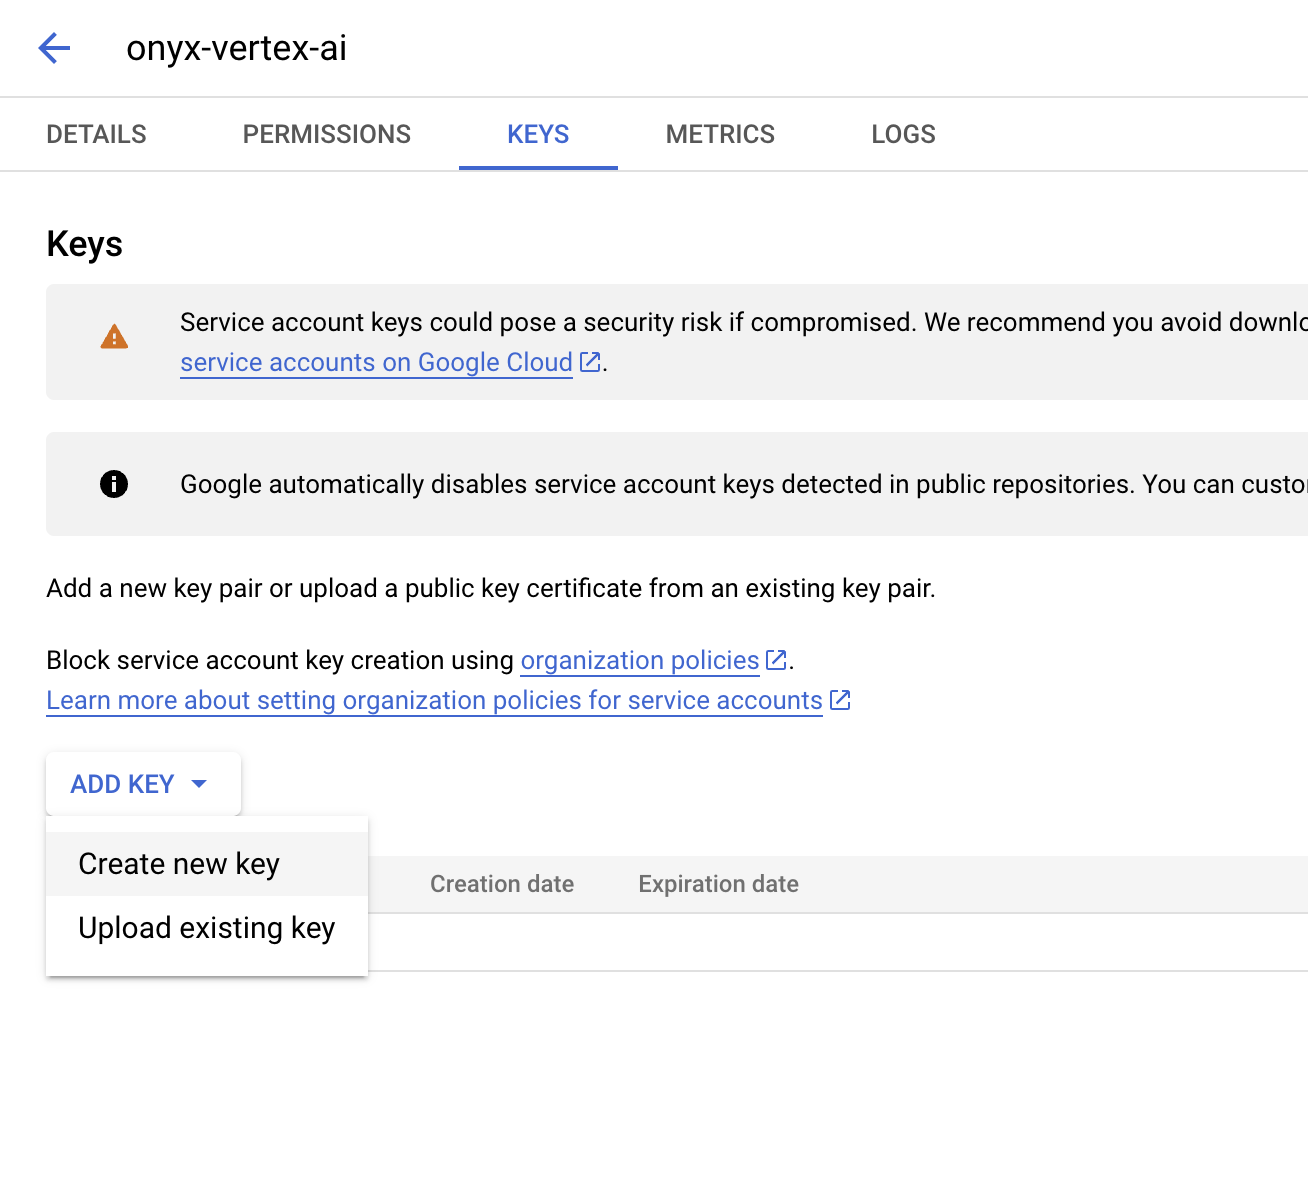 onyx-vertex-ai
DETAILS PERMISSIONS KEYS METRICS LOGS
Keys
Service account keys could pose a security risk if compromised. We recommend you avoid
service accounts on Google Cloud.
Google automatically disables service account keys detected in public repositories. You can
Add a new key pair or upload a public key certificate from an existing key pair.
Block service account key creation using organization policies.
Learn more about setting organization policies for service accounts
ADD KEY
Create new key
Creation date Expiration date
Upload existing key